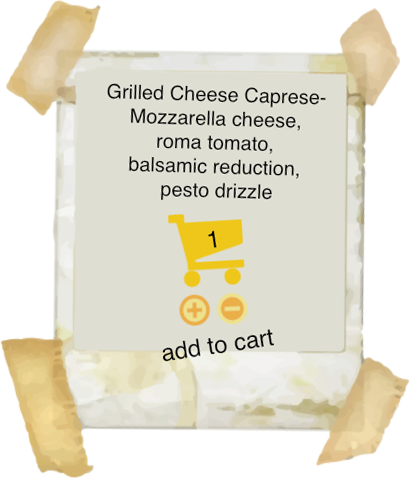 Grilled Cheese Caprese-
Mozzarella cheese,
roma tomato,
balsamic reduction,
pesto drizzle
1
add to cart